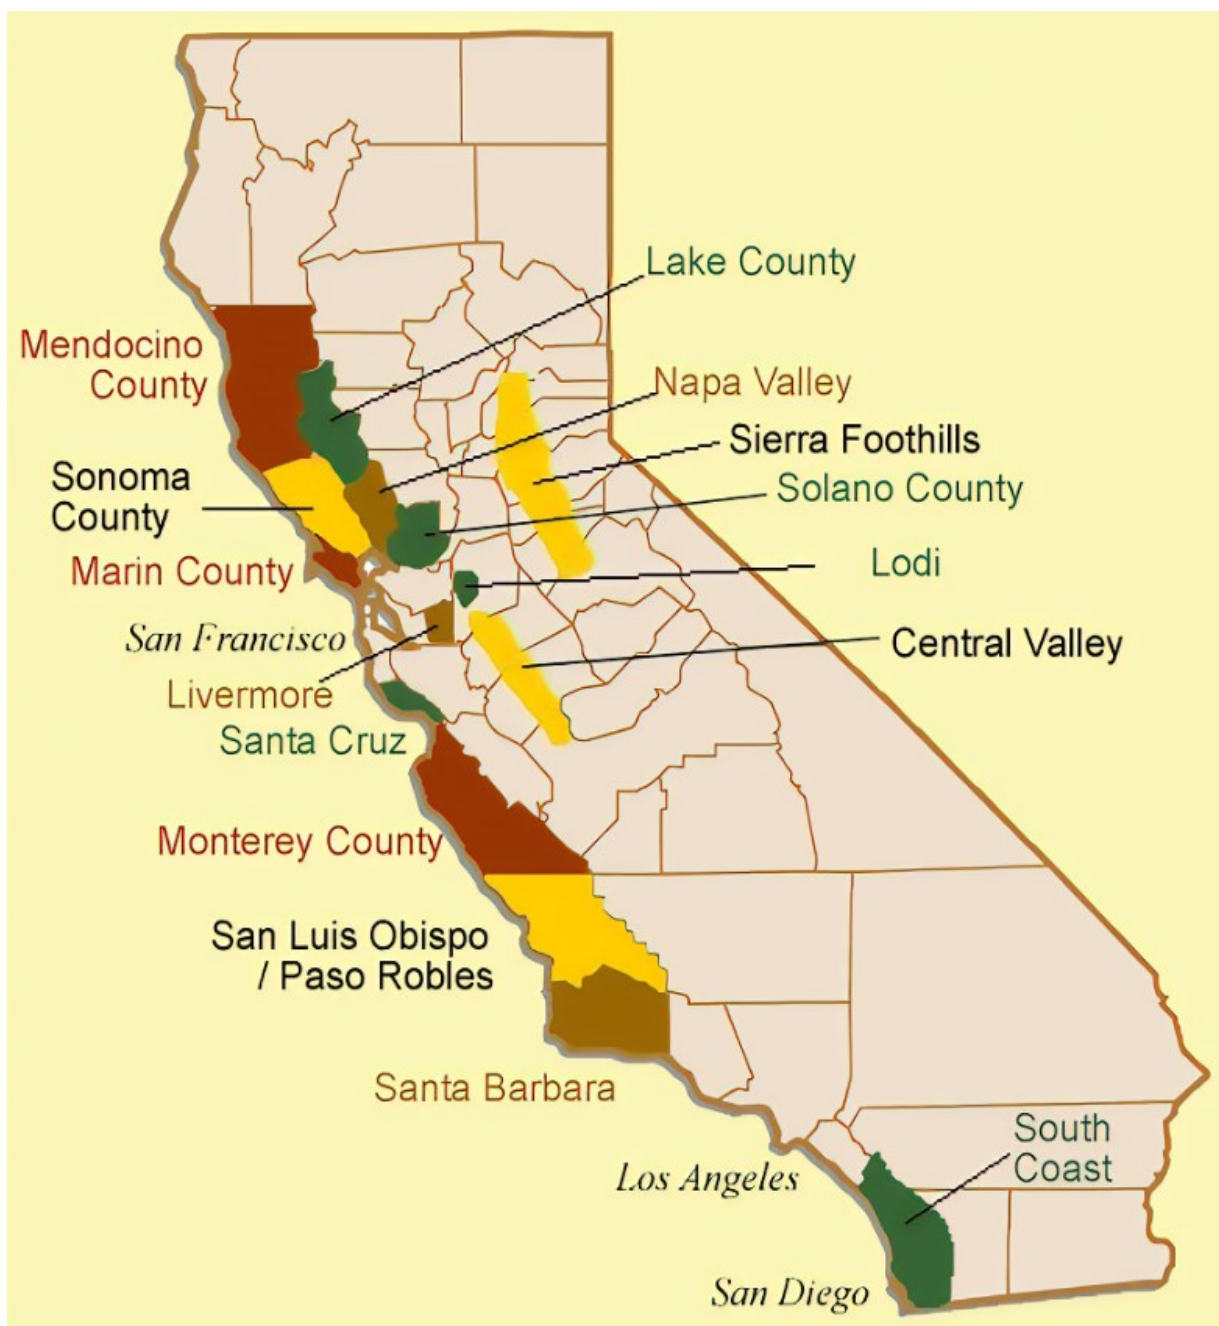 Lake County
Mendocino
County
Napa Valley
Sierra Foothills
Sonoma
County
Solano County
Marin County
Lodi
San Francisco
Central Valley
Livermore
Santa Cruz
Monterey County
San Luis Obispo
/ Paso Robles
Santa Barbara
South
Coast
Los Angeles
San Diego